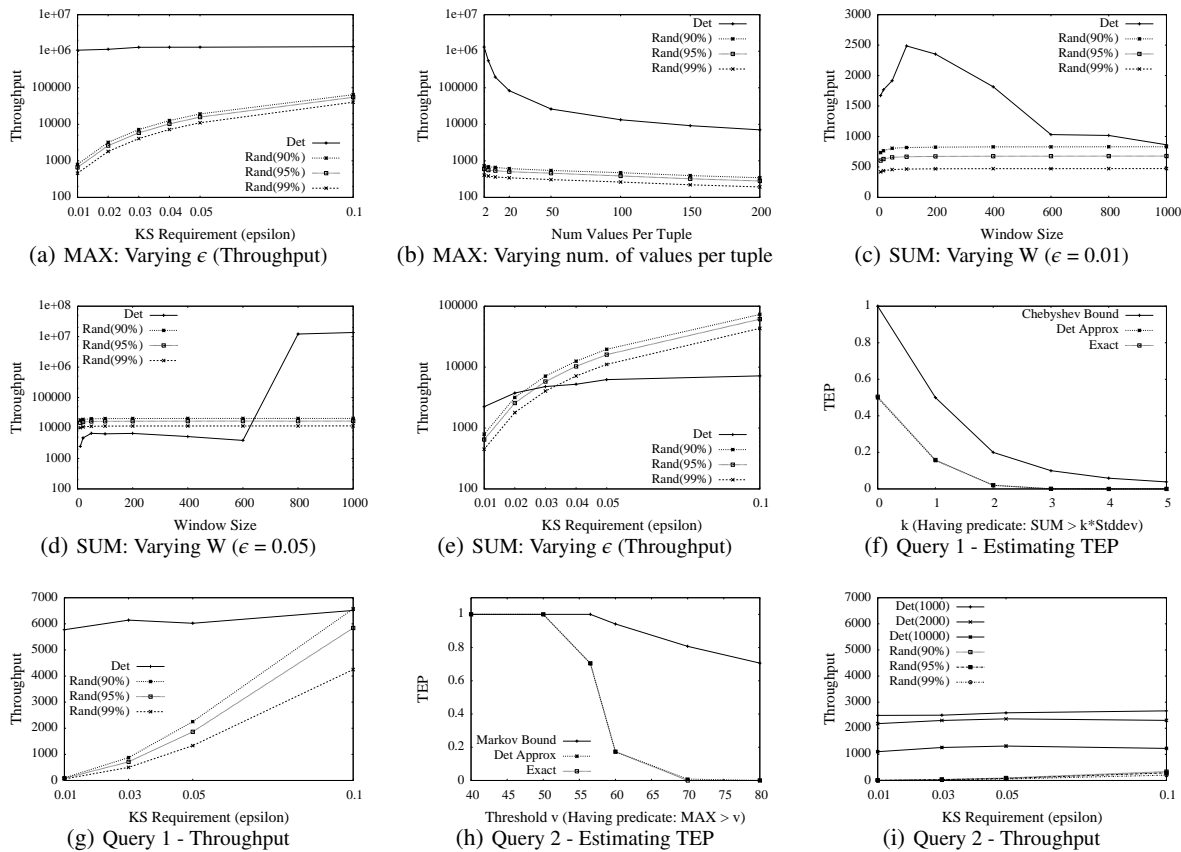 1e+07
1e+06
100000
10000
1000
100
Throughput
0.01 0.02 0.03 0.04 0.05 0.1
KS Requirement (epsilon)
Det
Rand(90%)
Rand(95%)
Rand(99%)
(a) MAX: Varying ϵ (Throughput)
1e+07
1e+06
100000
10000
1000
100
Throughput
2 20 50 100 150 200
Num Values Per Tuple
Det
Rand(90%)
Rand(95%)
Rand(99%)
(b) MAX: Varying num. of values per tuple
3000
2500
2000
1500
1000
500
0
Throughput
0 200 400 600 800 1000
Window Size
Det
Rand(90%)
Rand(95%)
Rand(99%)
(c) SUM: Varying W (ϵ = 0.01)
1e+08
1e+07
1e+06
100000
10000
1000
100
Throughput
0 200 400 600 800 1000
Window Size
Det
Rand(90%)
Rand(95%)
Rand(99%)
(d) SUM: Varying W (ϵ = 0.05)
100000
10000
1000
100
Throughput
0.01 0.02 0.03 0.04 0.05 0.1
KS Requirement (epsilon)
Det
Rand(90%)
Rand(95%)
Rand(99%)
(e) SUM: Varying ϵ (Throughput)
1
0.8
0.6
0.4
0.2
0
TEP
0 1 2 3 4 5
k (Having predicate: SUM > k*Stddev)
Chebyshev Bound
Det Approx
Exact
(f) Query 1 - Estimating TEP
7000
6000
5000
4000
3000
2000
1000
0
Throughput
0.01 0.03 0.05 0.1
KS Requirement (epsilon)
Det
Rand(90%)
Rand(95%)
Rand(99%)
(g) Query 1 - Throughput
1
0.8
0.6
0.4
0.2
0
TEP
40 45 50 55 60 65 70 75 80
Threshold v (Having predicate: MAX > v)
Markov Bound
Det Approx
Exact
(h) Query 2 - Estimating TEP
7000
6000
5000
4000
3000
2000
1000
0
Throughput
0.01 0.03 0.05 0.1
KS Requirement (epsilon)
Det(1000)
Det(2000)
Det(10000)
Rand(90%)
Rand(95%)
Rand(99%)
(i) Query 2 - Throughput